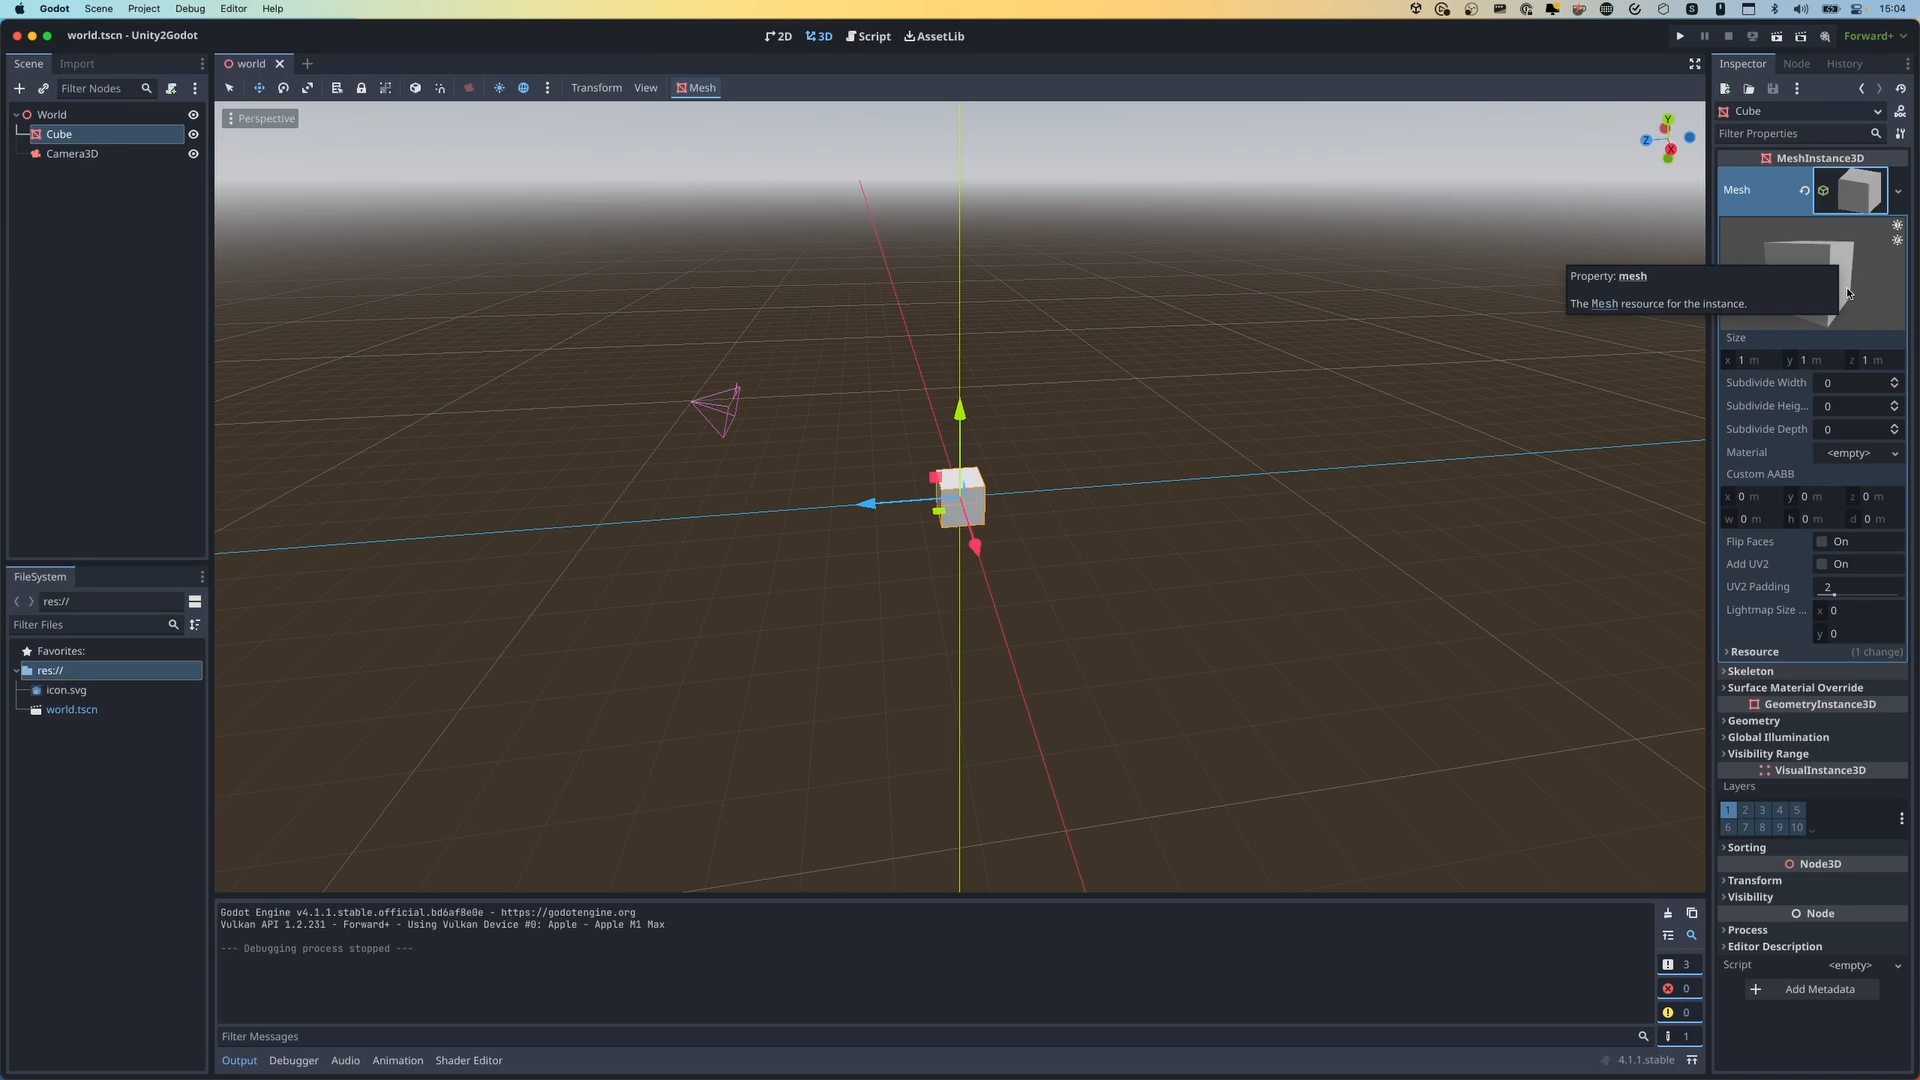 Godot Scene Project Debug Editor Help 15:04
world.tscn - Unity2Godot
2D 3D Script AssetLib
Forward+
Scene Import
Filter Nodes
World
Cube
Camera3D
FileSystem
res://
Filter Files
Favorites:
res://
icon.svg
world.tscn
world
Transform View Mesh
Perspective
Y
Z
X
Property: mesh
The Mesh resource for the instance.
Godot Engine v4.1.1.stable.official.bd6af8e0e - https://godotengine.org
Vulkan API 1.2.231 - Forward+ - Using Vulkan Device #0: Apple - Apple M1 Max
--- Debugging process stopped ---
3
0
0
1
Filter Messages
Output Debugger Audio Animation Shader Editor
4.1.1.stable
Inspector Node History
Cube
Filter Properties
MeshInstance3D
Mesh
Size
x 1 m y 1 m z 1 m
Subdivide Width 0
Subdivide Heig... 0
Subdivide Depth 0
Material <empty>
Custom AABB
x 0 m y 0 m z 0 m
w 0 m h 0 m d 0 m
Flip Faces On
Add UV2 On
UV2 Padding 2
Lightmap Size ... x 0
y 0
Resource (1 change)
Skeleton
Surface Material Override
GeometryInstance3D
Geometry
Global Illumination
Visibility Range
VisualInstance3D
Layers
1 2 3 4 5
6 7 8 9 10
Sorting
Node3D
Transform
Visibility
Node
Process
Editor Description
Script <empty>
Add Metadata